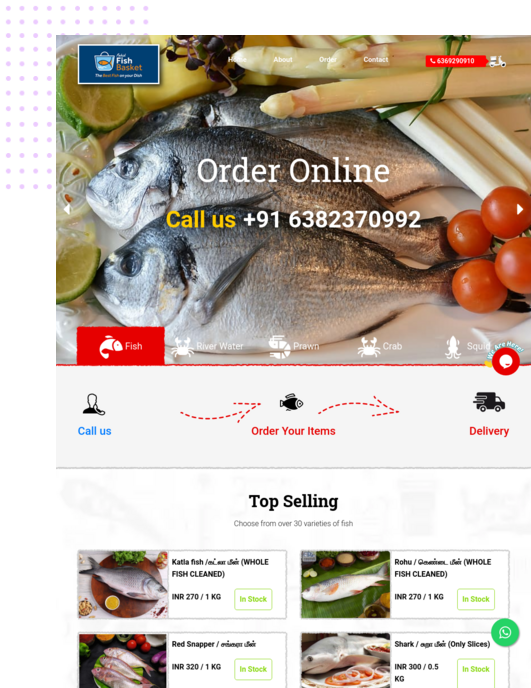 Fish
Basket
The Best Fish on your Dish
Home About Order Contact
6369290910
Order Online
Call us +91 6382370992
Fish River Water Prawn Crab Squid
We Are Here!
Call us Order Your Items Delivery
Top Selling
Choose from over 30 varieties of fish
Katla fish /கட்லா மீன் (WHOLE
FISH CLEANED)
INR 270 / 1 KG In Stock
Rohu / கெண்டை மீன் (WHOLE
FISH CLEANED)
INR 270 / 1 KG In Stock
Red Snapper / சங்கரா மீன்
INR 320 / 1 KG In Stock
Shark / சுறா மீன் (Only Slices)
INR 300 / 0.5
KG In Stock